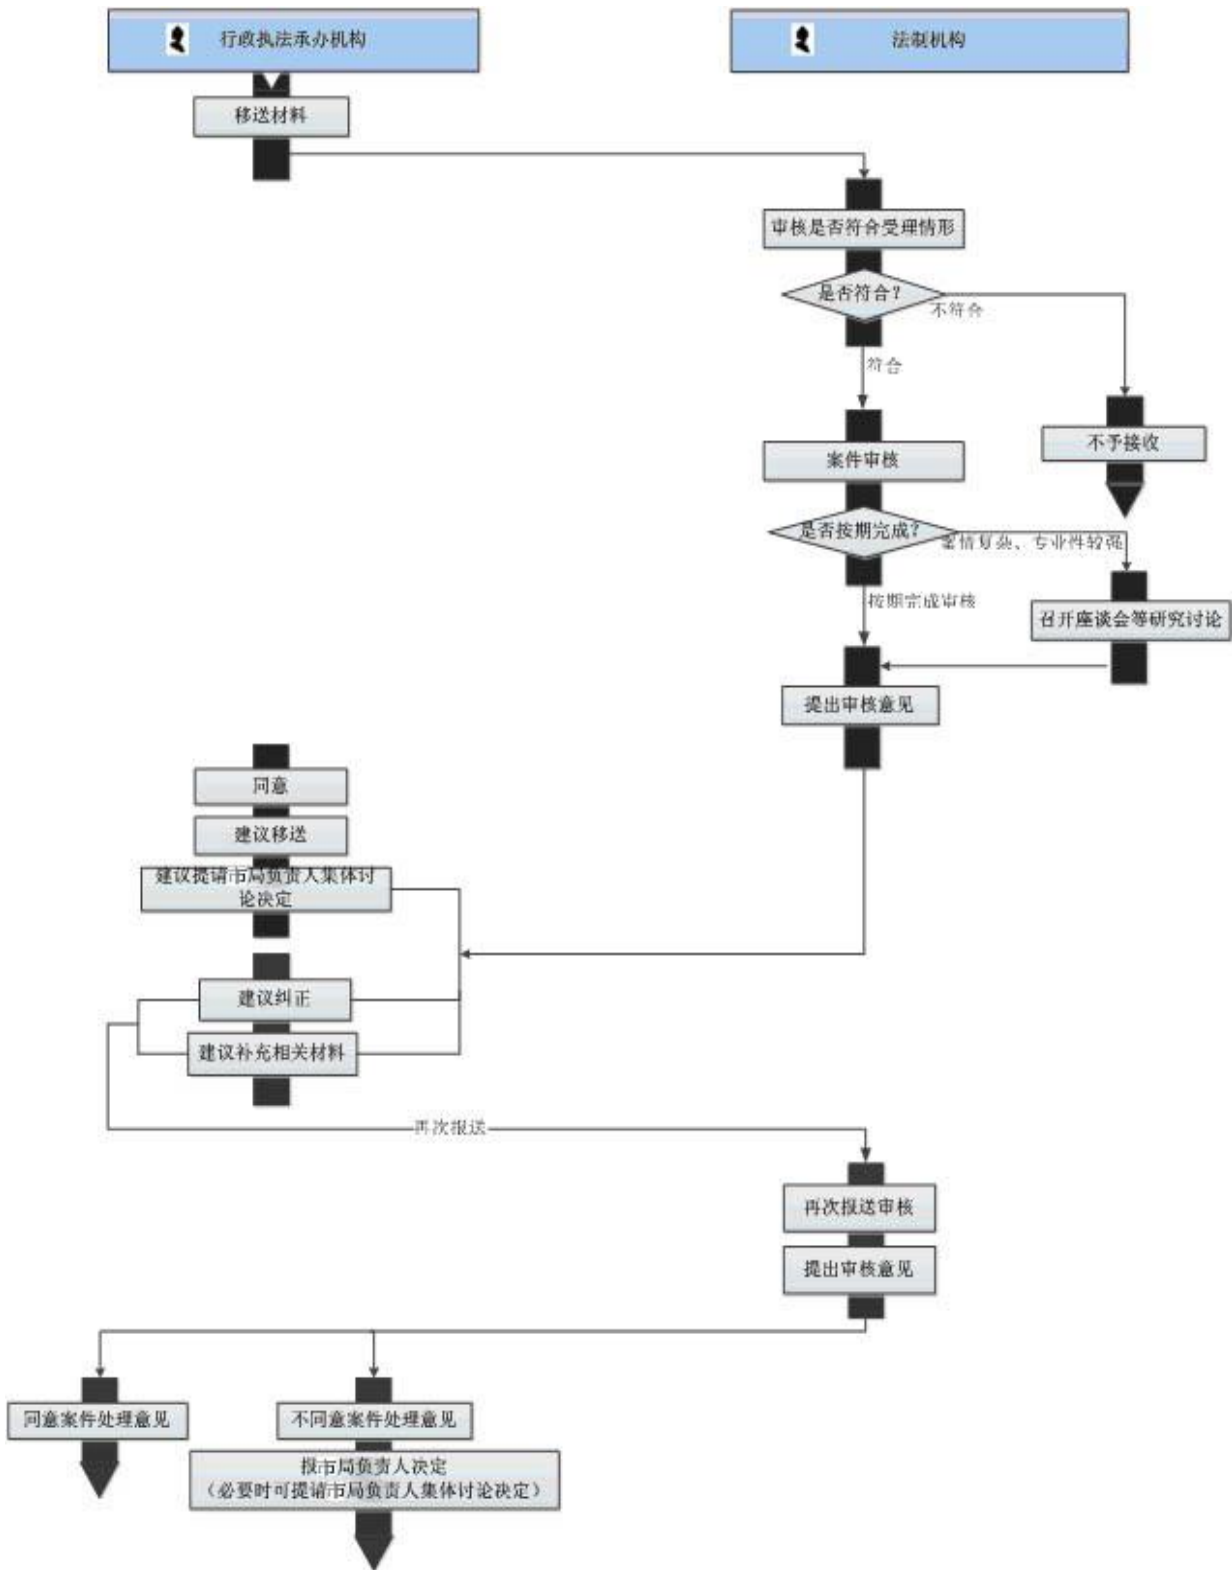 行政执法承办机构
法制机构
移送材料
审核是否符合受理情形
是否符合？
不符合
符合
不予接收
案件审核
是否按期完成？
案情复杂、专业性较强
按期完成审核
召开座谈会等研究讨论
提出审核意见
同意
建议移送
建议提请市局负责人集体讨
论决定
建议纠正
建议补充相关材料
再次报送
再次报送审核
提出审核意见
同意案件处理意见
不同意案件处理意见
报市局负责人决定
（必要时可提请市局负责人集体讨论决定）